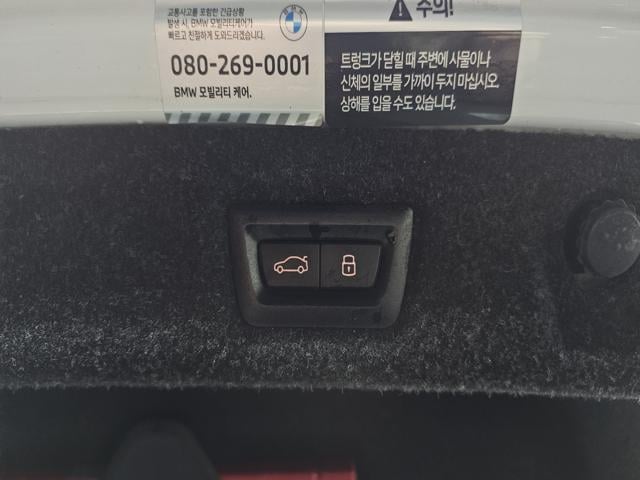 교통사고를 포함한 긴급상황
발생 시, BMW 모빌리티케어가
빠르고 친절하게 도와드리겠습니다.
BMW
080-269-0001
BMW 모빌리티 케어.
주의!
트렁크가 닫힐 때 주변에 사물이나
신체의 일부를 가까이 두지 마십시오.
상해를 입을 수도 있습니다.